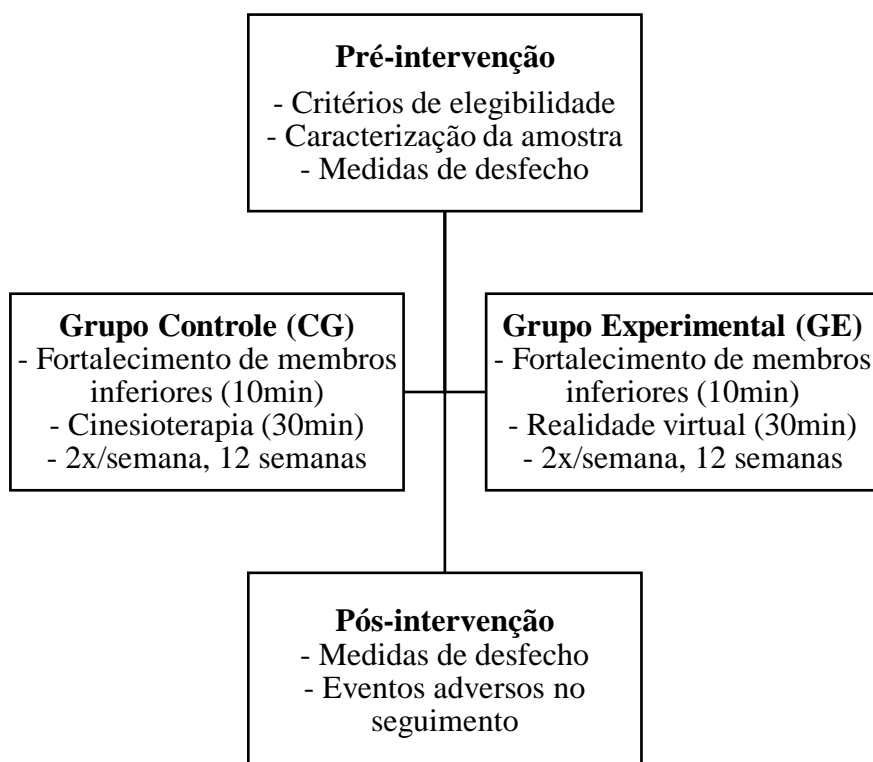 Pré-intervenção
- Critérios de elegibilidade
- Caracterização da amostra
- Medidas de desfecho
Grupo Controle (CG)
- Fortalecimento de membros
inferiores (10min)
- Cinesioterapia (30min)
- 2x/semana, 12 semanas
Grupo Experimental (GE)
- Fortalecimento de membros
inferiores (10min)
- Realidade virtual (30min)
- 2x/semana, 12 semanas
Pós-intervenção
- Medidas de desfecho
- Eventos adversos no
seguimento